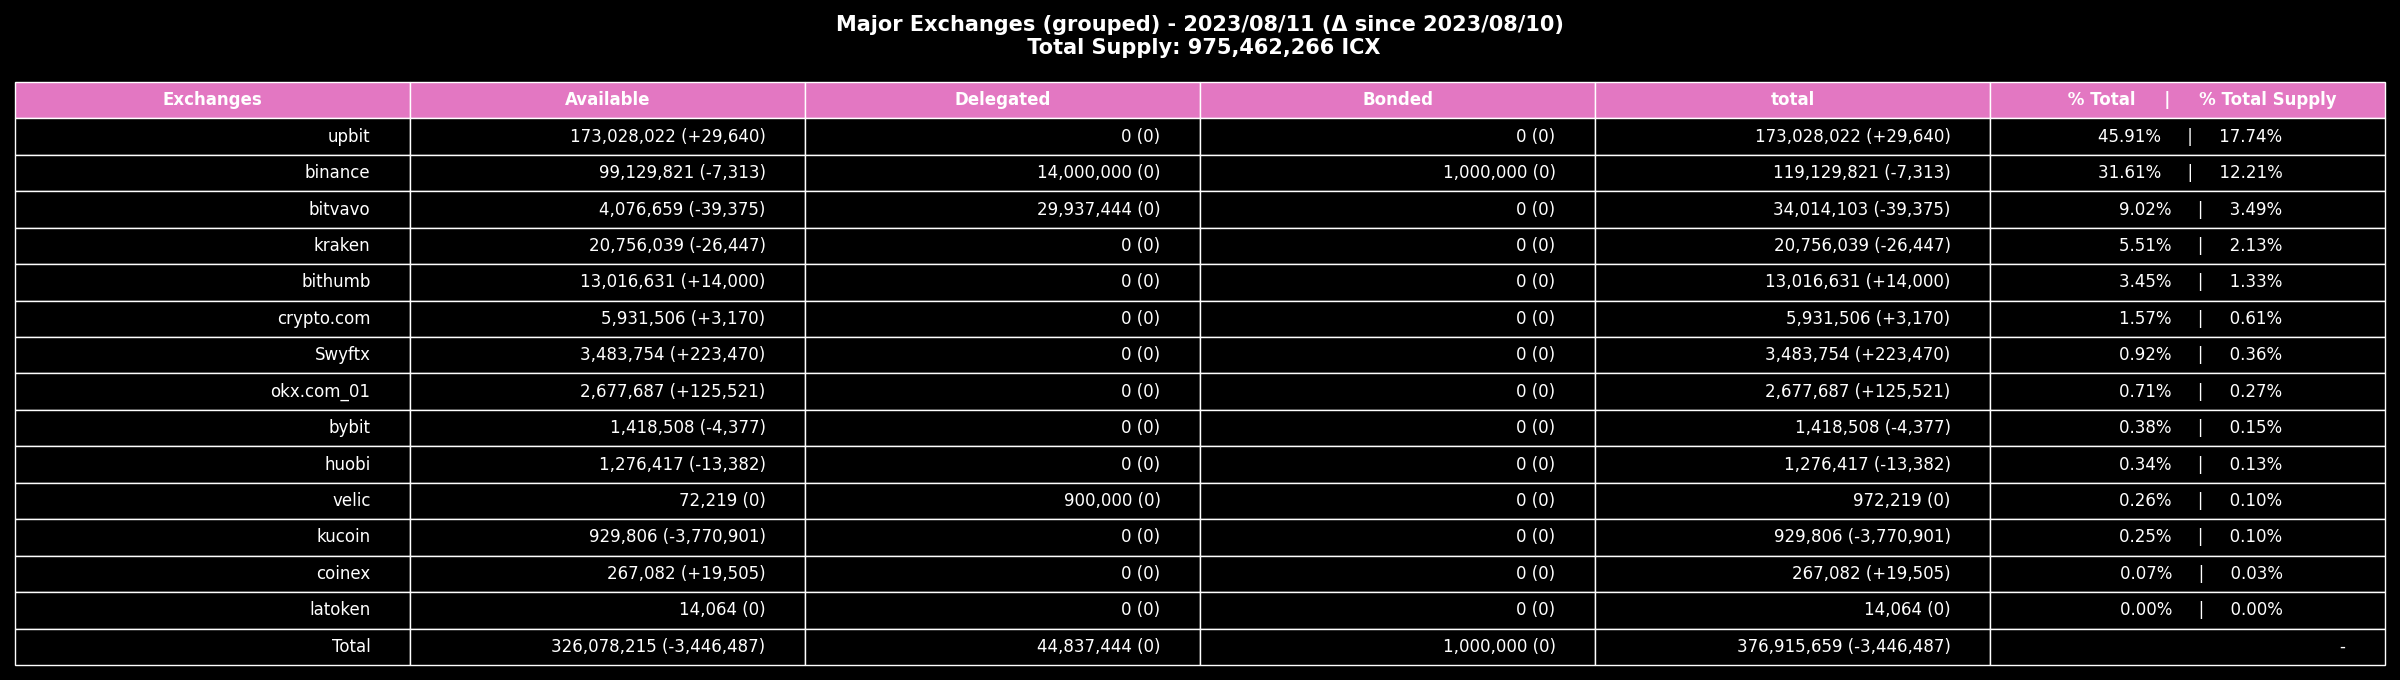 Major Exchanges (grouped) - 2023/08/11 (Δ since 2023/08/10)
Total Supply: 975,462,266 ICX
Exchanges Available Delegated Bonded total % Total | % Total Supply
upbit 173,028,022 (+29,640) 0 (0) 0 (0) 173,028,022 (+29,640) 45.91% | 17.74%
binance 99,129,821 (-7,313) 14,000,000 (0) 1,000,000 (0) 119,129,821 (-7,313) 31.61% | 12.21%
bitvavo 4,076,659 (-39,375) 29,937,444 (0) 0 (0) 34,014,103 (-39,375) 9.02% | 3.49%
kraken 20,756,039 (-26,447) 0 (0) 0 (0) 20,756,039 (-26,447) 5.51% | 2.13%
bithumb 13,016,631 (+14,000) 0 (0) 0 (0) 13,016,631 (+14,000) 3.45% | 1.33%
crypto.com 5,931,506 (+3,170) 0 (0) 0 (0) 5,931,506 (+3,170) 1.57% | 0.61%
Swyftx 3,483,754 (+223,470) 0 (0) 0 (0) 3,483,754 (+223,470) 0.92% | 0.36%
okx.com_01 2,677,687 (+125,521) 0 (0) 0 (0) 2,677,687 (+125,521) 0.71% | 0.27%
bybit 1,418,508 (-4,377) 0 (0) 0 (0) 1,418,508 (-4,377) 0.38% | 0.15%
huobi 1,276,417 (-13,382) 0 (0) 0 (0) 1,276,417 (-13,382) 0.34% | 0.13%
velic 72,219 (0) 900,000 (0) 0 (0) 972,219 (0) 0.26% | 0.10%
kucoin 929,806 (-3,770,901) 0 (0) 0 (0) 929,806 (-3,770,901) 0.25% | 0.10%
coinex 267,082 (+19,505) 0 (0) 0 (0) 267,082 (+19,505) 0.07% | 0.03%
latoken 14,064 (0) 0 (0) 0 (0) 14,064 (0) 0.00% | 0.00%
Total 326,078,215 (-3,446,487) 44,837,444 (0) 1,000,000 (0) 376,915,659 (-3,446,487) -